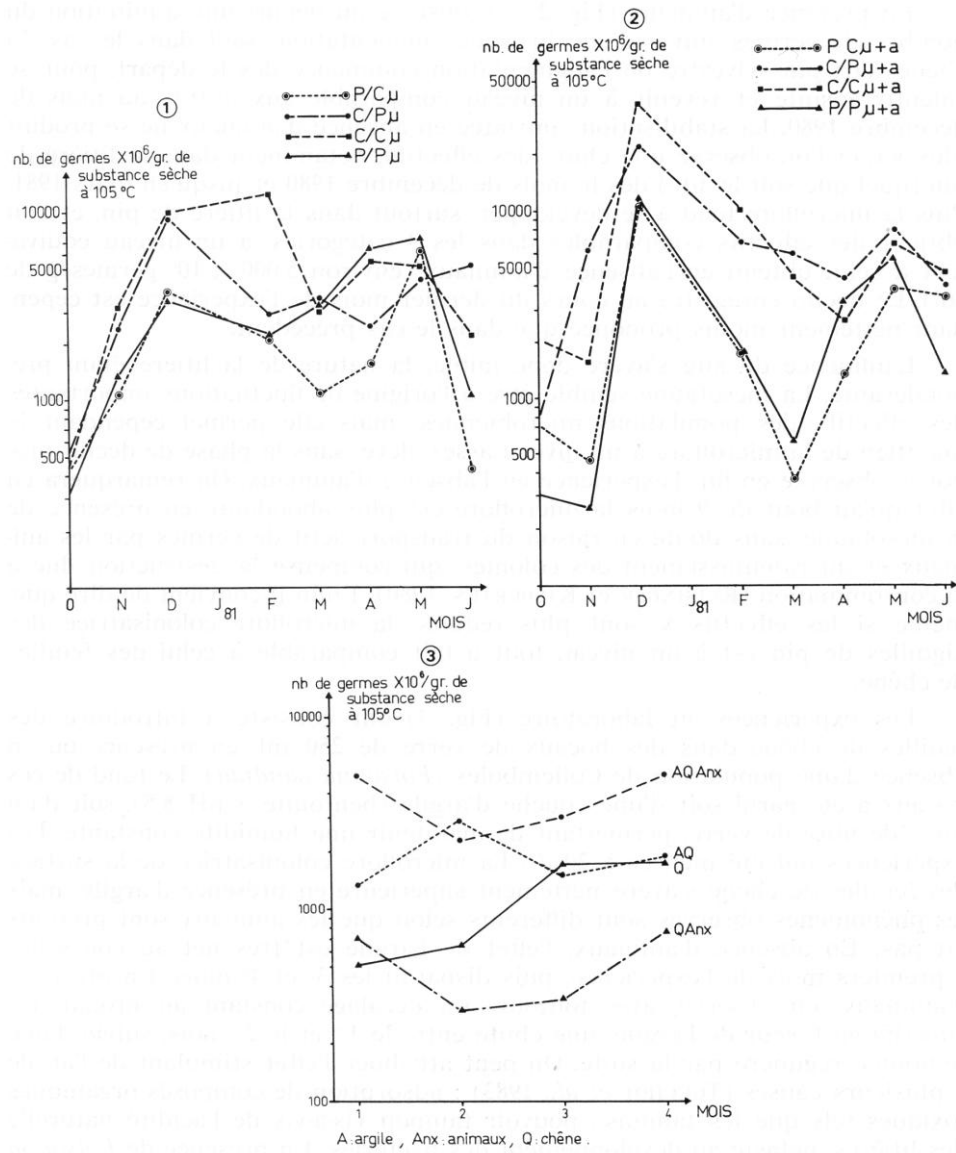 ①
nb. de germes X10⁶/gr. de
substance sèche
à 105°C
P/C µ
C/P µ
C/C µ
P/P µ
10000
5000
1000
500
O N D J 81 F M A M J
MOIS
②
nb. de germes X10⁶/gr. de
substance sèche
à 105°C
P C µ+a
C/P µ+a
C/C µ+a
P/P µ+a
50000
10000
5000
1000
500
O N D J 81 F M A M J
MOIS
③
nb de germes X10⁶/gr. de
substance sèche
à 105°C
10000
1000
100
AQ Anx
AQ
Q
Q Anx
1 2 3 4 MOIS
A: argile , Anx: animaux, Q: chêne .